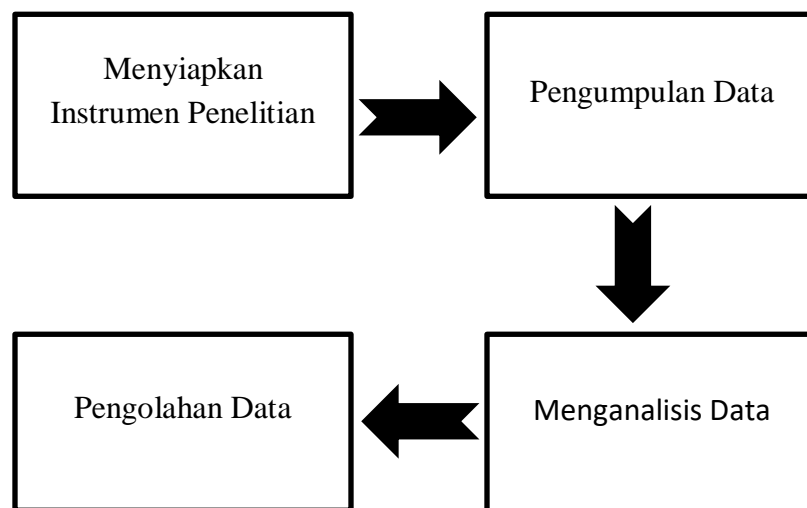 Menyiapkan
Instrumen Penelitian
Pengumpulan Data
Pengolahan Data
Menganalisis Data